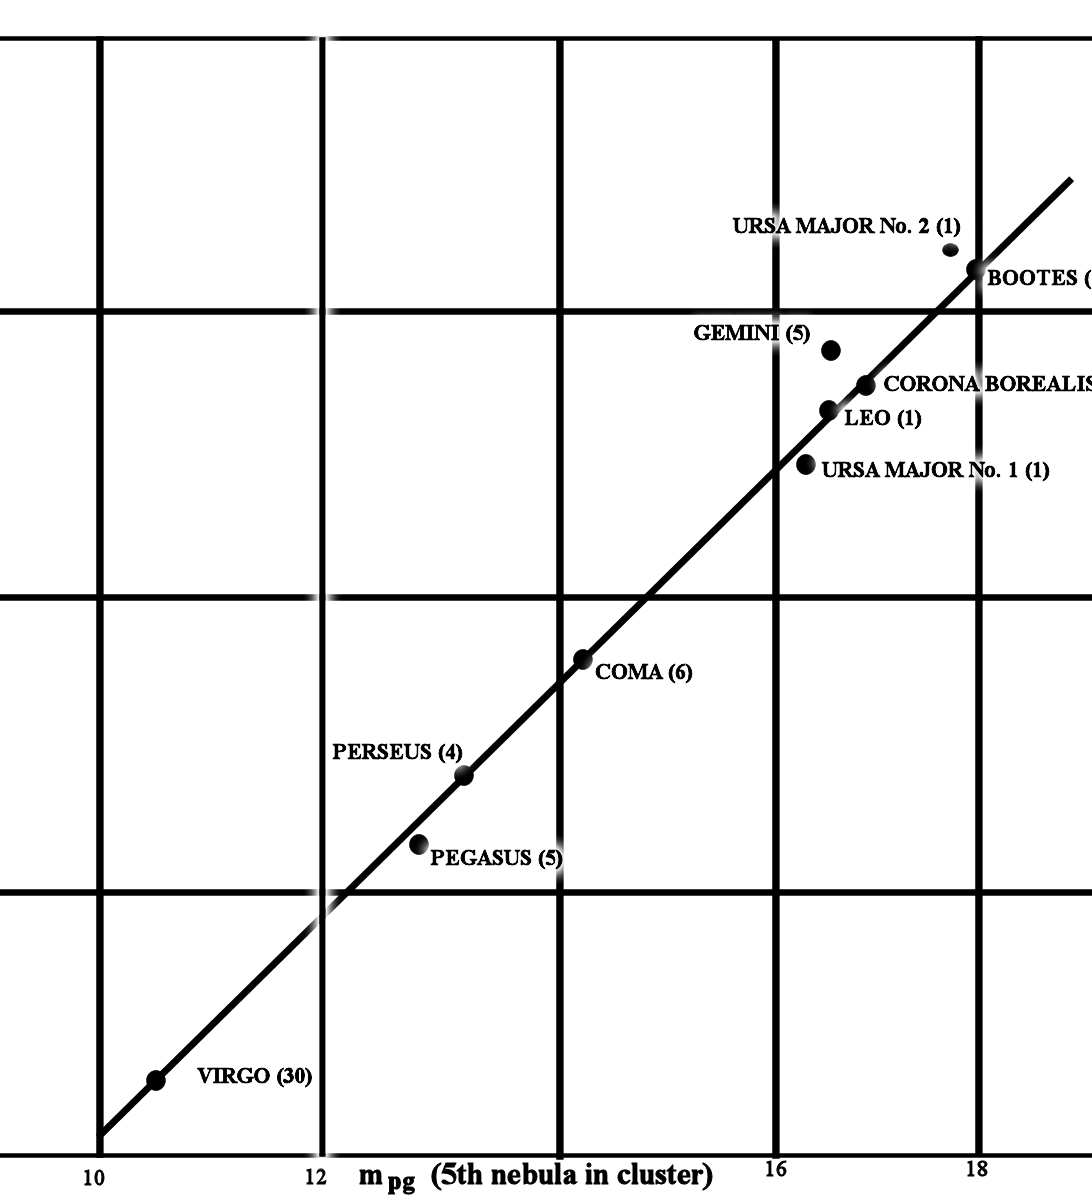 URSA MAJOR No. 2 (1)
BOOTES (
GEMINI (5)
CORONA BOREALIS
LEO (1)
URSA MAJOR No. 1 (1)
COMA (6)
PERSEUS (4)
PEGASUS (5)
VIRGO (30)
10 12 mpg (5th nebula in cluster) 16 18